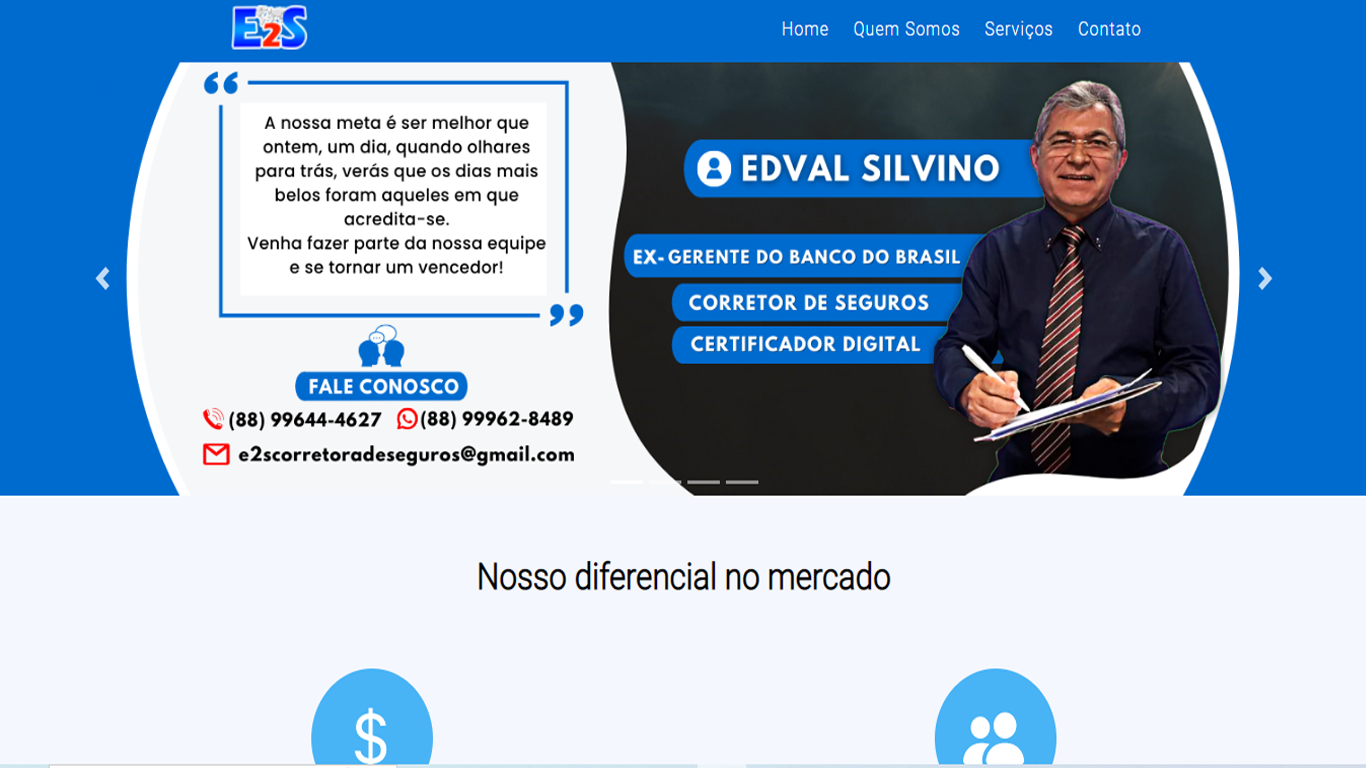 E2S
Home Quem Somos Serviços Contato
A nossa meta é ser melhor que
ontem, um dia, quando olhares
para trás, verás que os dias mais
belos foram aqueles em que
acredita-se.
Venha fazer parte da nossa equipe
e se tornar um vencedor!
FALE CONOSCO
(88) 99644-4627 (88) 99962-8489
e2scorretoradeseguros@gmail.com
EDVAL SILVINO
EX- GERENTE DO BANCO DO BRASIL
CORRETOR DE SEGUROS
CERTIFICADOR DIGITAL
Nosso diferencial no mercado
$